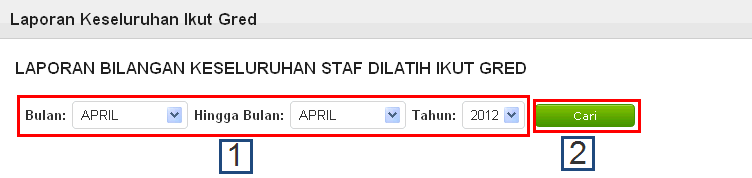 Laporan Keseluruhan Ikut Gred
LAPORAN BILANGAN KESELURUHAN STAF DILATIH IKUT GRED
Bulan: APRIL Hingga Bulan: APRIL Tahun: 2012 Cari
1 2